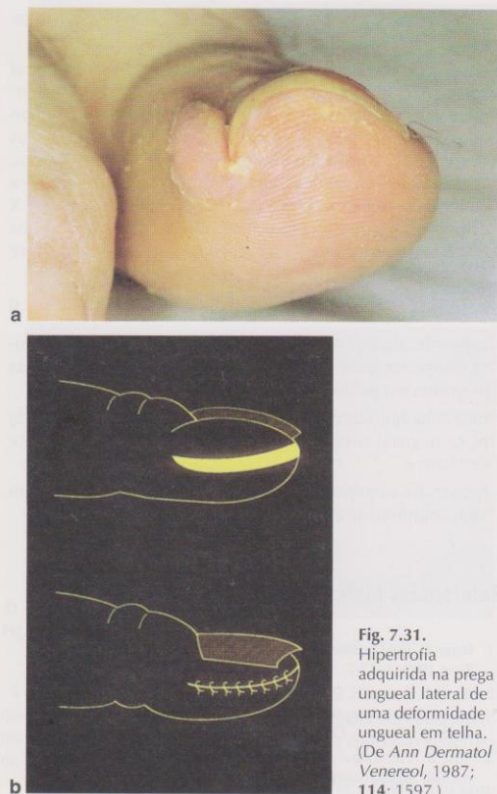 a
b
Fig. 7.31.
Hipertrofia
adquirida na prega
ungueal lateral de
uma deformidade
ungueal em telha.
(De Ann Dermatol
Venereol, 1987;
114: 1597.)